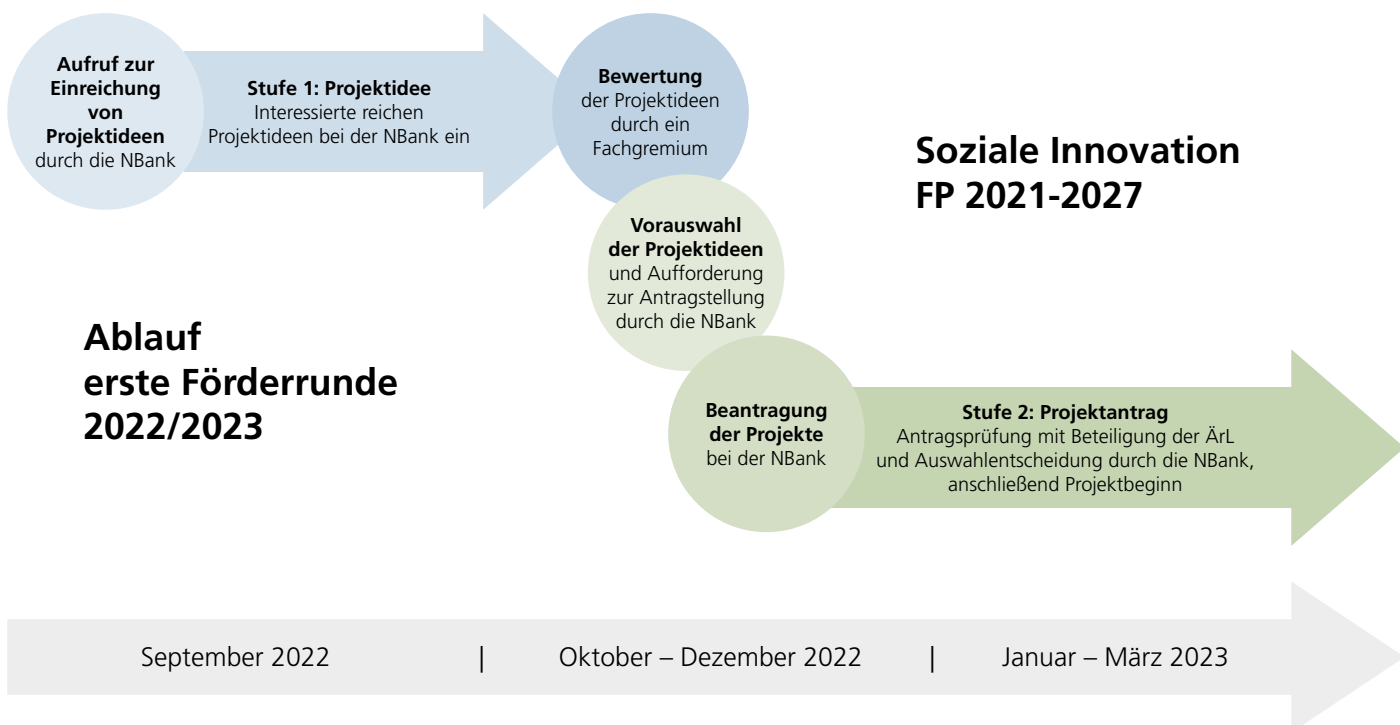 Aufruf zur
Einreichung
von
Projektideen
durch die NBank
Stufe 1: Projektidee
Interessierte reichen
Projektideen bei der NBank ein
Bewertung
der Projektideen
durch ein
Fachgremium
Soziale Innovation
FP 2021-2027
Vorauswahl
der Projektideen
und Aufforderung
zur Antragstellung
durch die NBank
Ablauf
erste Förderrunde
2022/2023
Beantragung
der Projekte
bei der NBank
Stufe 2: Projektantrag
Antragsprüfung mit Beteiligung der ÄrL
und Auswahlentscheidung durch die NBank,
anschließend Projektbeginn
September 2022 | Oktober – Dezember 2022 | Januar – März 2023